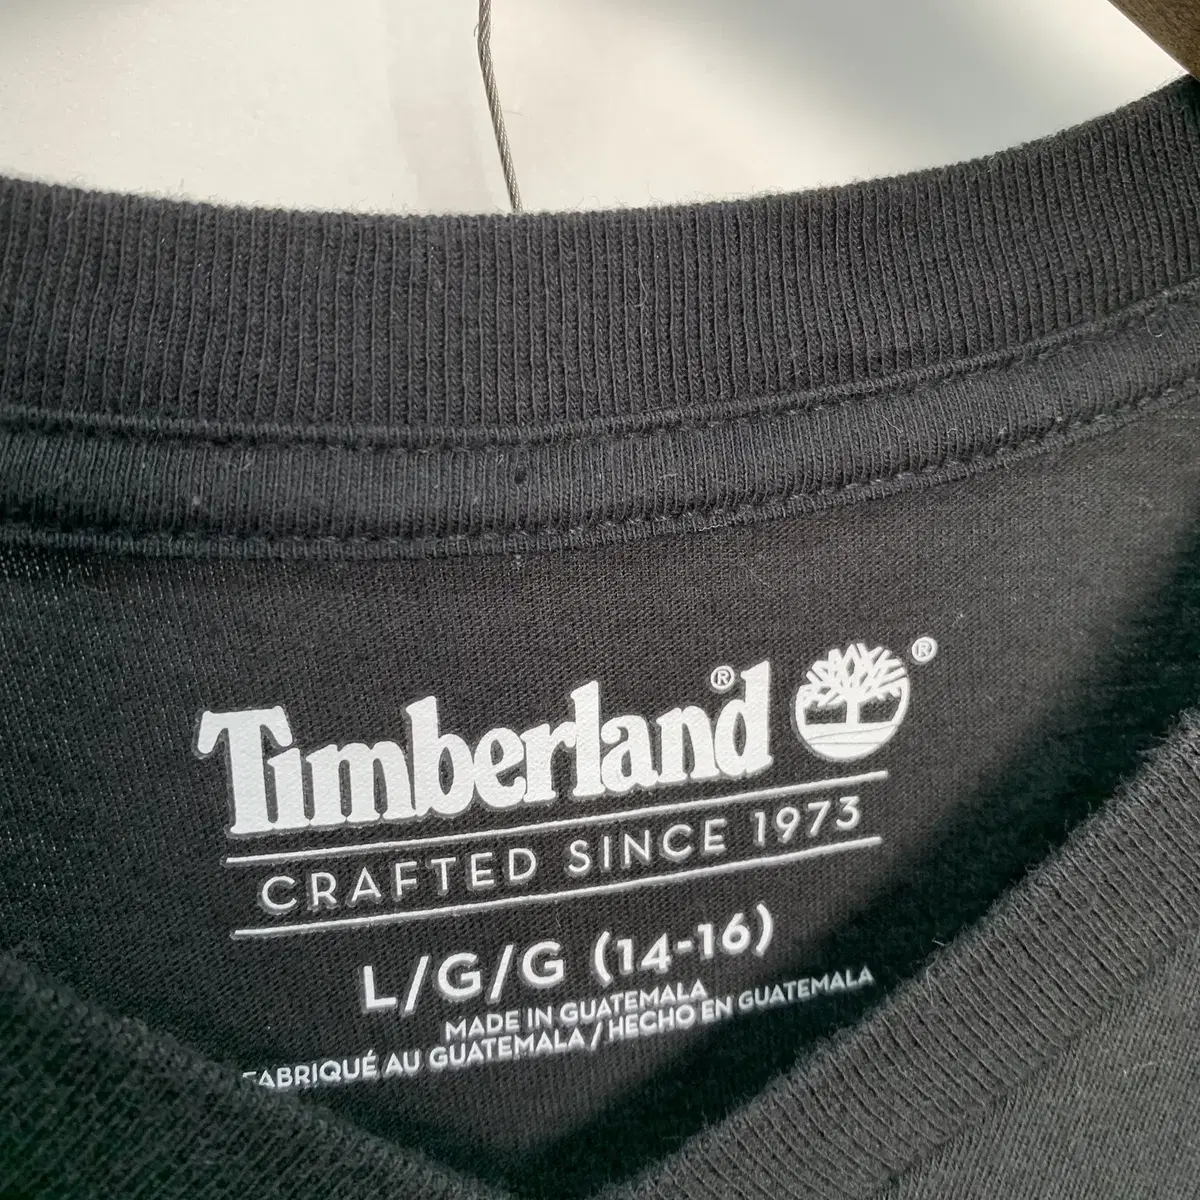 Timberland®
®
CRAFTED SINCE 1973
L/G/G (14-16)
MADE IN GUATEMALA
FABRIQUÉ AU GUATEMALA / HECHO EN GUATEMALA